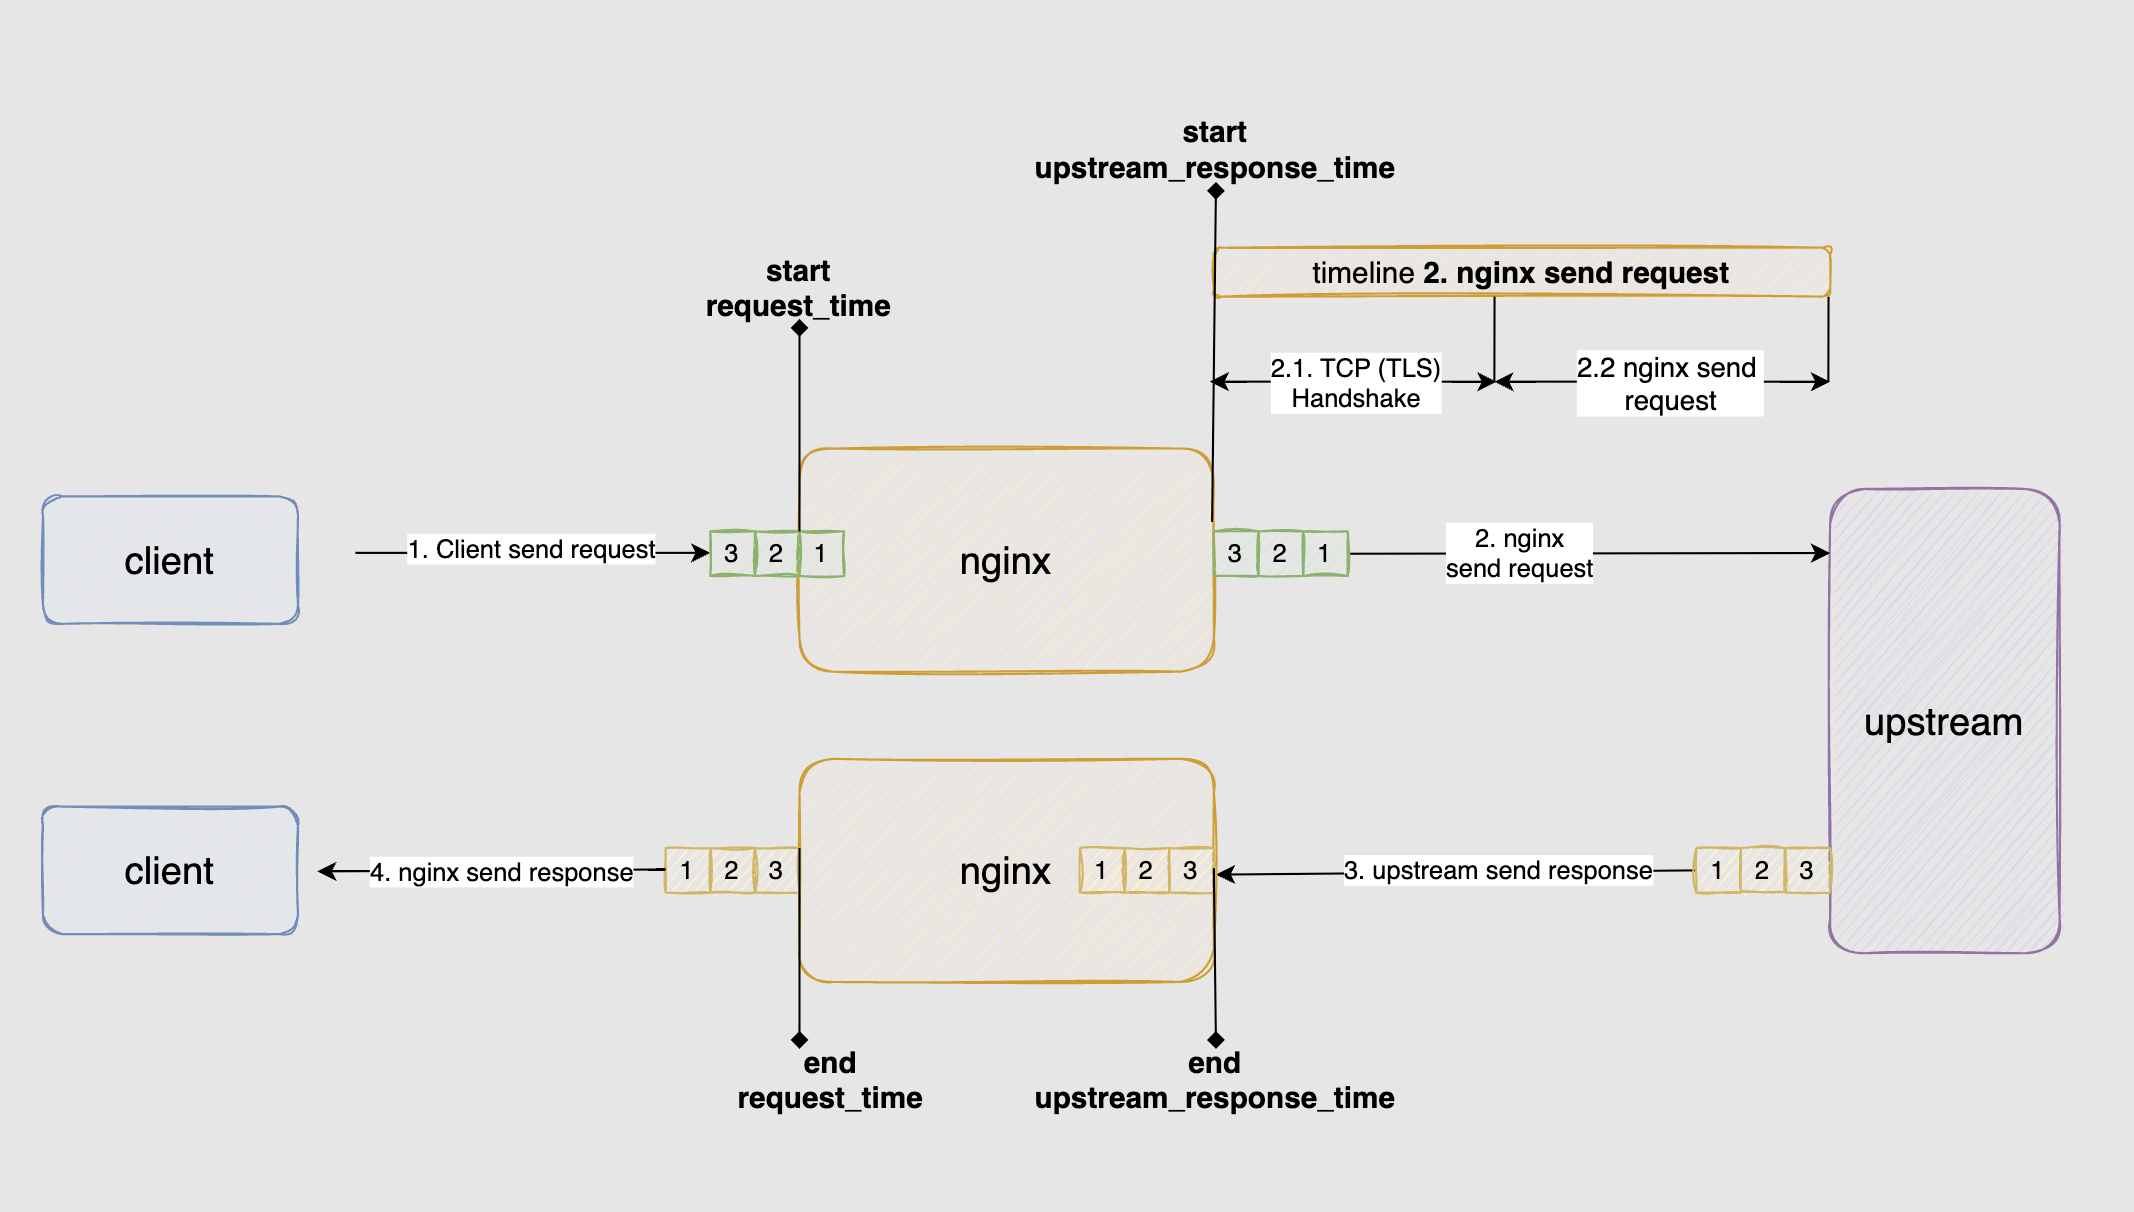 start
upstream_response_time
start
request_time
timeline 2. nginx send request
2.1. TCP (TLS)
Handshake
2.2 nginx send
request
client
1. Client send request
3 2 1
nginx
3 2 1
2. nginx
send request
upstream
client
4. nginx send response
1 2 3
nginx
1 2 3
3. upstream send response
1 2 3
end
request_time
end
upstream_response_time